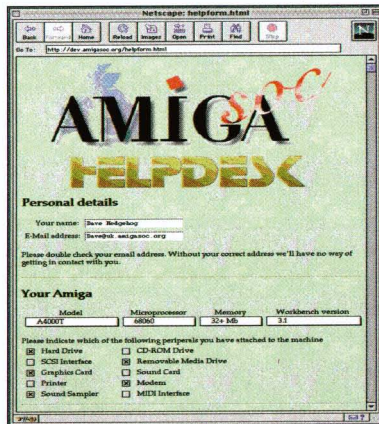 Netscape: helpform.html
Back Forward Home Reload Images Open Print Find Stop
N
Go To: http://dev.amigasoc.org/helpform.html
AMIGA soc
HELPDESK
Personal details
Your name: Dave Hedgehog
E-Mail address: Dave@uk.amigasoc.org
Please double check your email address. Without your correct address we'll have no way of
getting in contact with you.
Your Amiga
Model Microprocessor Memory Workbench version
A4000T 68060 32+ Mb 3.1
Please indicate which of the following periperals you have attached to the machine
Hard Drive CD-ROM Drive
SCSI Interface Removable Media Drive
Graphics Card Sound Card
Printer Modem
Sound Sampler MIDI Interface